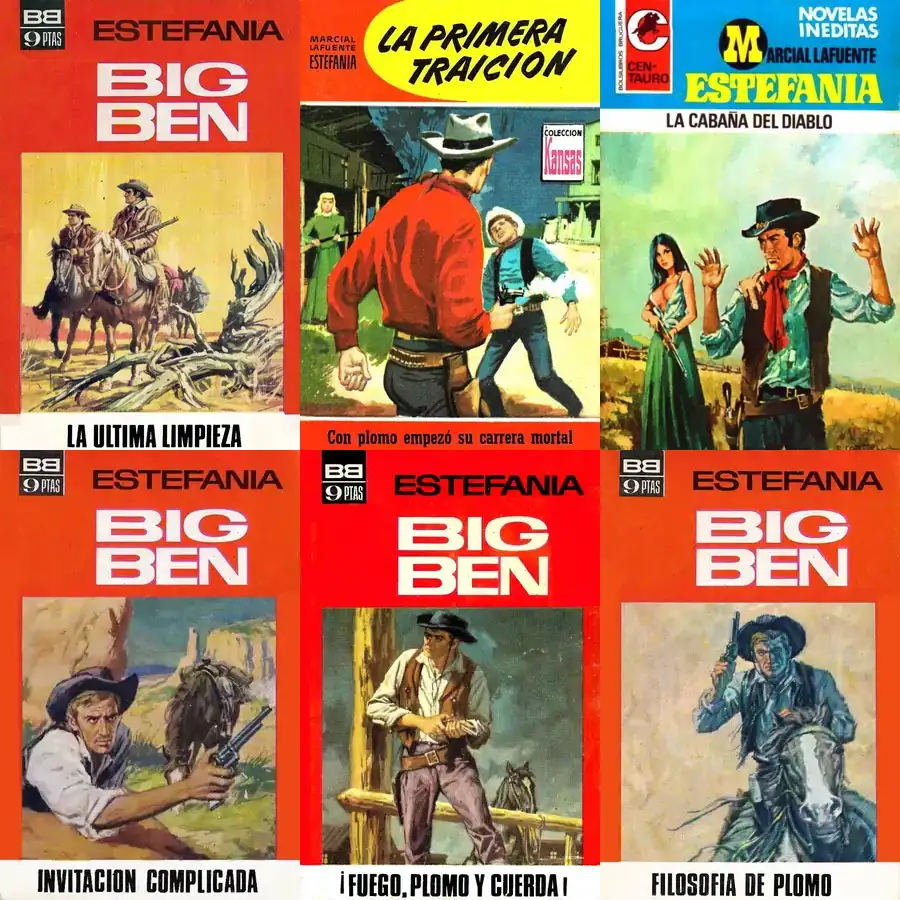 BB
9 PTAS
ESTEFANIA
BIG
BEN
LA ULTIMA LIMPIEZA
MARCIAL
LAFUENTE
ESTEFANIA
LA PRIMERA
TRAICION
COLECCION
Kansas
Con plomo empezó su carrera mortal
BOLSILIBROS BRUGUERA
C
CEN-
TAURO
NOVELAS
INEDITAS
MARCIAL LAFUENTE
ESTEFANIA
LA CABAÑA DEL DIABLO
BB
9 PTAS
ESTEFANIA
BIG
BEN
INVITACION COMPLICADA
BB
9 PTAS
ESTEFANIA
BIG
BEN
¡FUEGO, PLOMO Y CUERDA!
BB
9 PTAS
ESTEFANIA
BIG
BEN
FILOSOFIA DE PLOMO